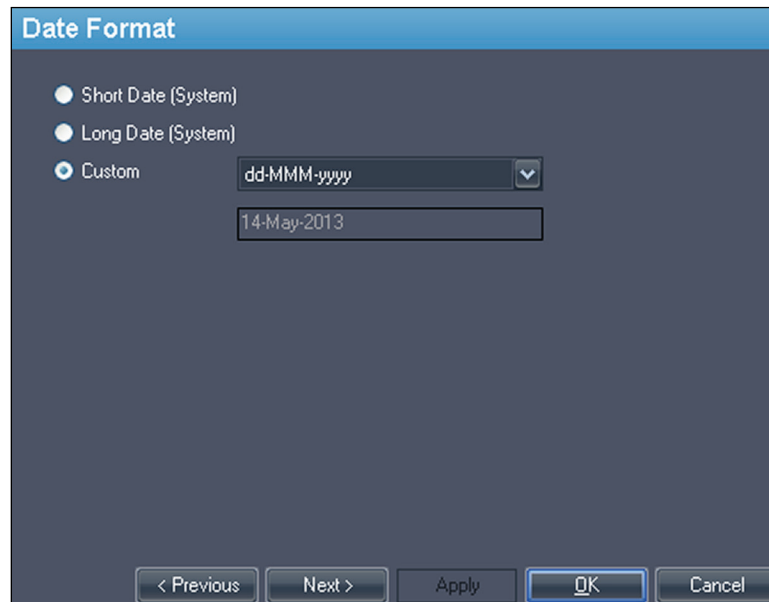 Date Format
Short Date (System)
Long Date (System)
Custom dd-MMM-yyyy
14-May-2013
< Previous Next > Apply OK Cancel